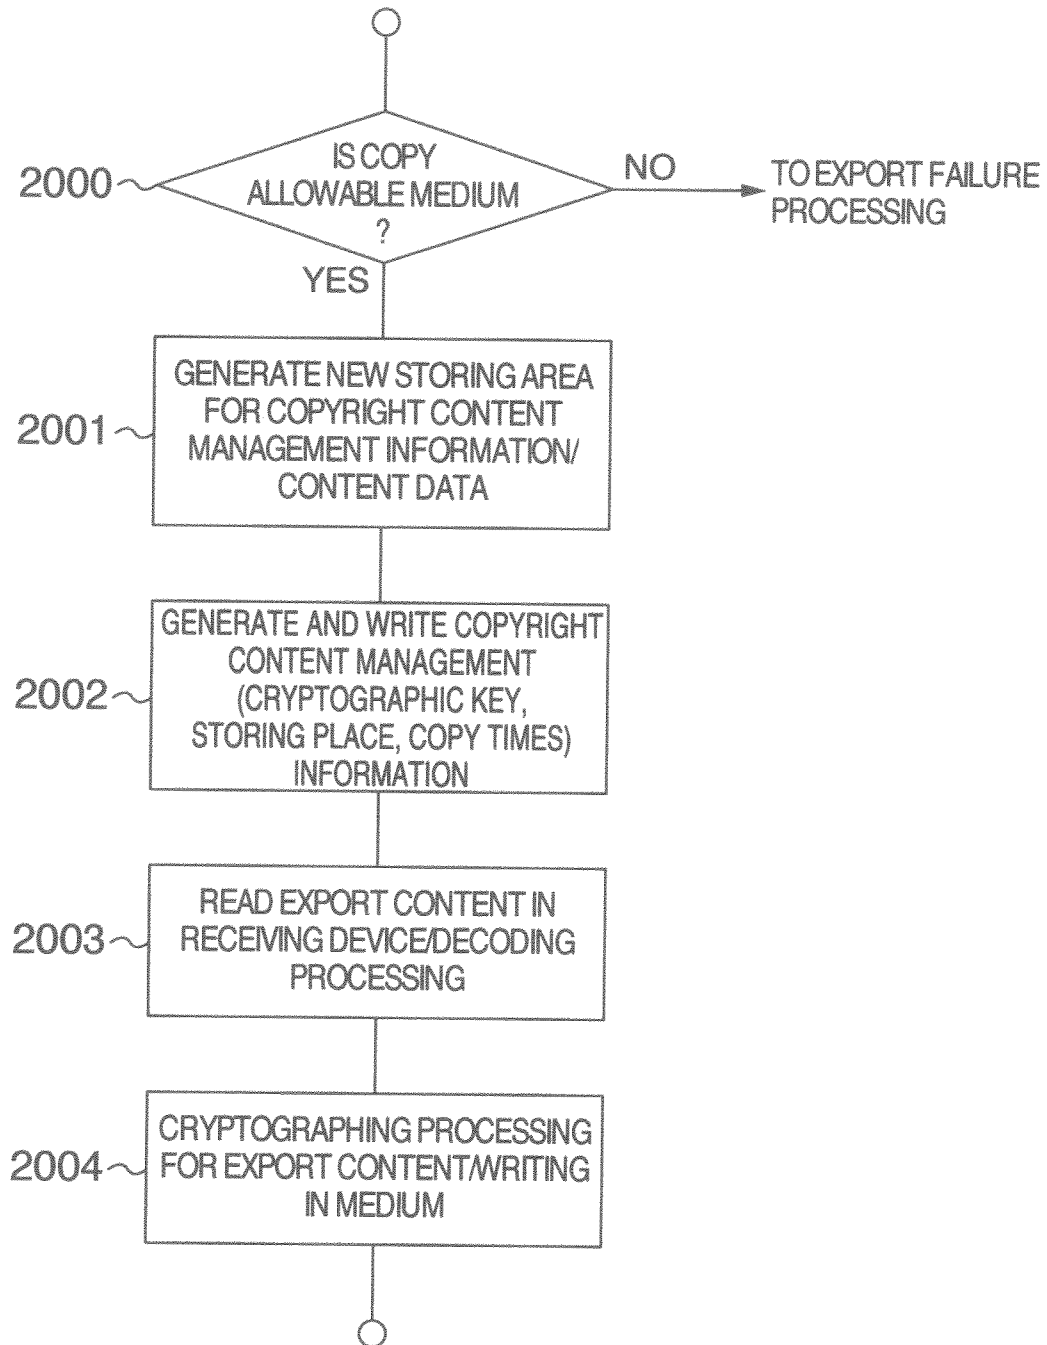 2000
IS COPY
ALLOWABLE MEDIUM
?
NO
TO EXPORT FAILURE
PROCESSING
YES
2001
GENERATE NEW STORING AREA
FOR COPYRIGHT CONTENT
MANAGEMENT INFORMATION/
CONTENT DATA
2002
GENERATE AND WRITE COPYRIGHT
CONTENT MANAGEMENT
(CRYPTOGRAPHIC KEY,
STORING PLACE, COPY TIMES)
INFORMATION
2003
READ EXPORT CONTENT IN
RECEIVING DEVICE/DECODING
PROCESSING
2004
CRYPTOGRAPHING PROCESSING
FOR EXPORT CONTENT/WRITING
IN MEDIUM